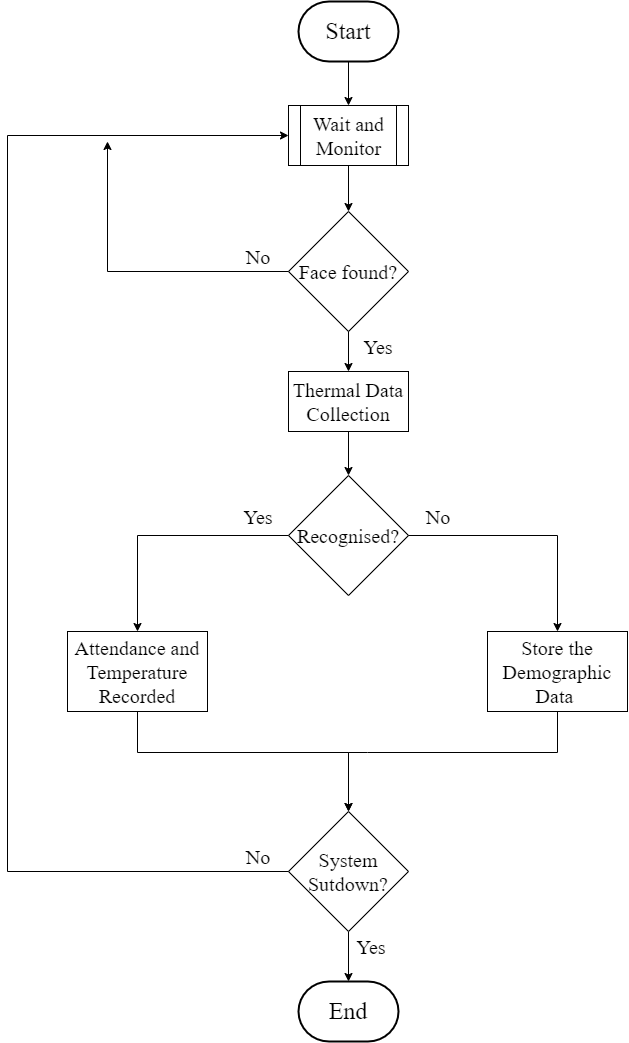 Start
Wait and
Monitor
No
Face found?
Yes
Thermal Data
Collection
Yes
Recognised?
No
Attendance and
Temperature
Recorded
Store the
Demographic
Data
No
System
Sutdown?
Yes
End